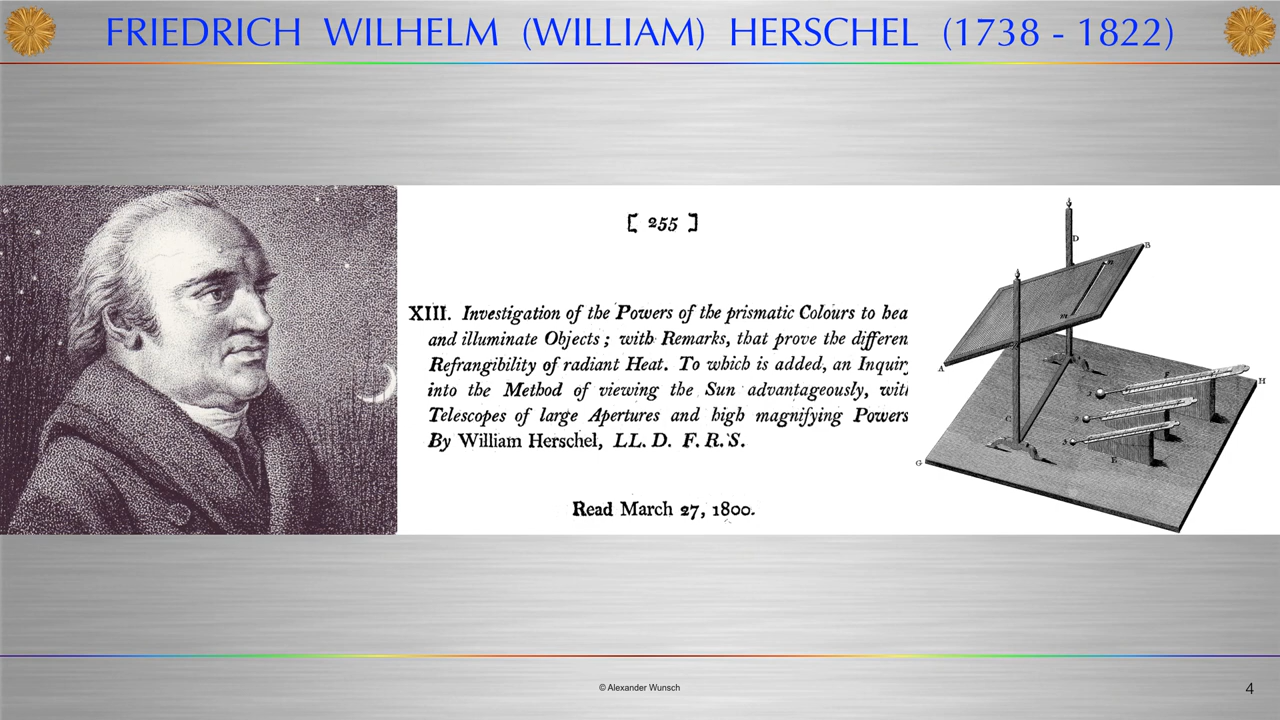 FRIEDRICH WILHELM (WILLIAM) HERSCHEL (1738 - 1822)
[ 255 ]
XIII. Investigation of the Powers of the prismatic Colours to hea
and illuminate Objects; with Remarks, that prove the differen
Refrangibility of radiant Heat. To which is added, an Inquir
into the Method of viewing the Sun advantageously, wit
Telescopes of large Apertures and high magnifying Powers
By William Herschel, LL. D. F. R. S.
Read March 27, 1800.
D
B
A
F
H
C
G
E
© Alexander Wunsch
4